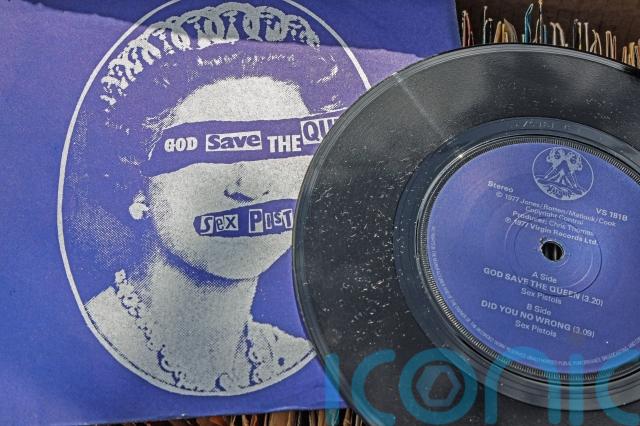 GOD Save THE QU
Sex Pist
Stereo
VS 181B
℗ 1977 Jones/Rotten/Matlock/Cook
Copyright Control
Producer: Chris Thomas
© 1977 Virgin Records Ltd.
A Side
GOD SAVE THE QUEEN (3.20)
Sex Pistols
B Side
DID YOU NO WRONG (3.09)
Sex Pistols
iconic